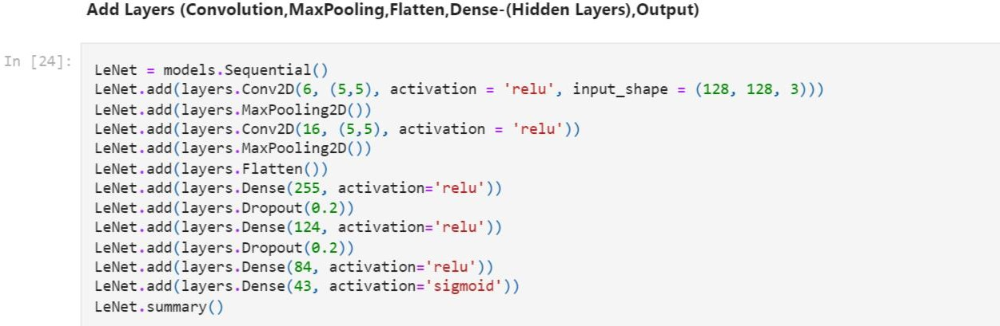 Add Layers (Convolution,MaxPooling,Flatten,Dense-(Hidden Layers),Output)
In [24]:
LeNet = models.Sequential()
LeNet.add(layers.Conv2D(6, (5,5), activation = 'relu', input_shape = (128, 128, 3)))
LeNet.add(layers.MaxPooling2D())
LeNet.add(layers.Conv2D(16, (5,5), activation = 'relu'))
LeNet.add(layers.MaxPooling2D())
LeNet.add(layers.Flatten())
LeNet.add(layers.Dense(255, activation='relu'))
LeNet.add(layers.Dropout(0.2))
LeNet.add(layers.Dense(124, activation='relu'))
LeNet.add(layers.Dropout(0.2))
LeNet.add(layers.Dense(84, activation='relu'))
LeNet.add(layers.Dense(43, activation='sigmoid'))
LeNet.summary()